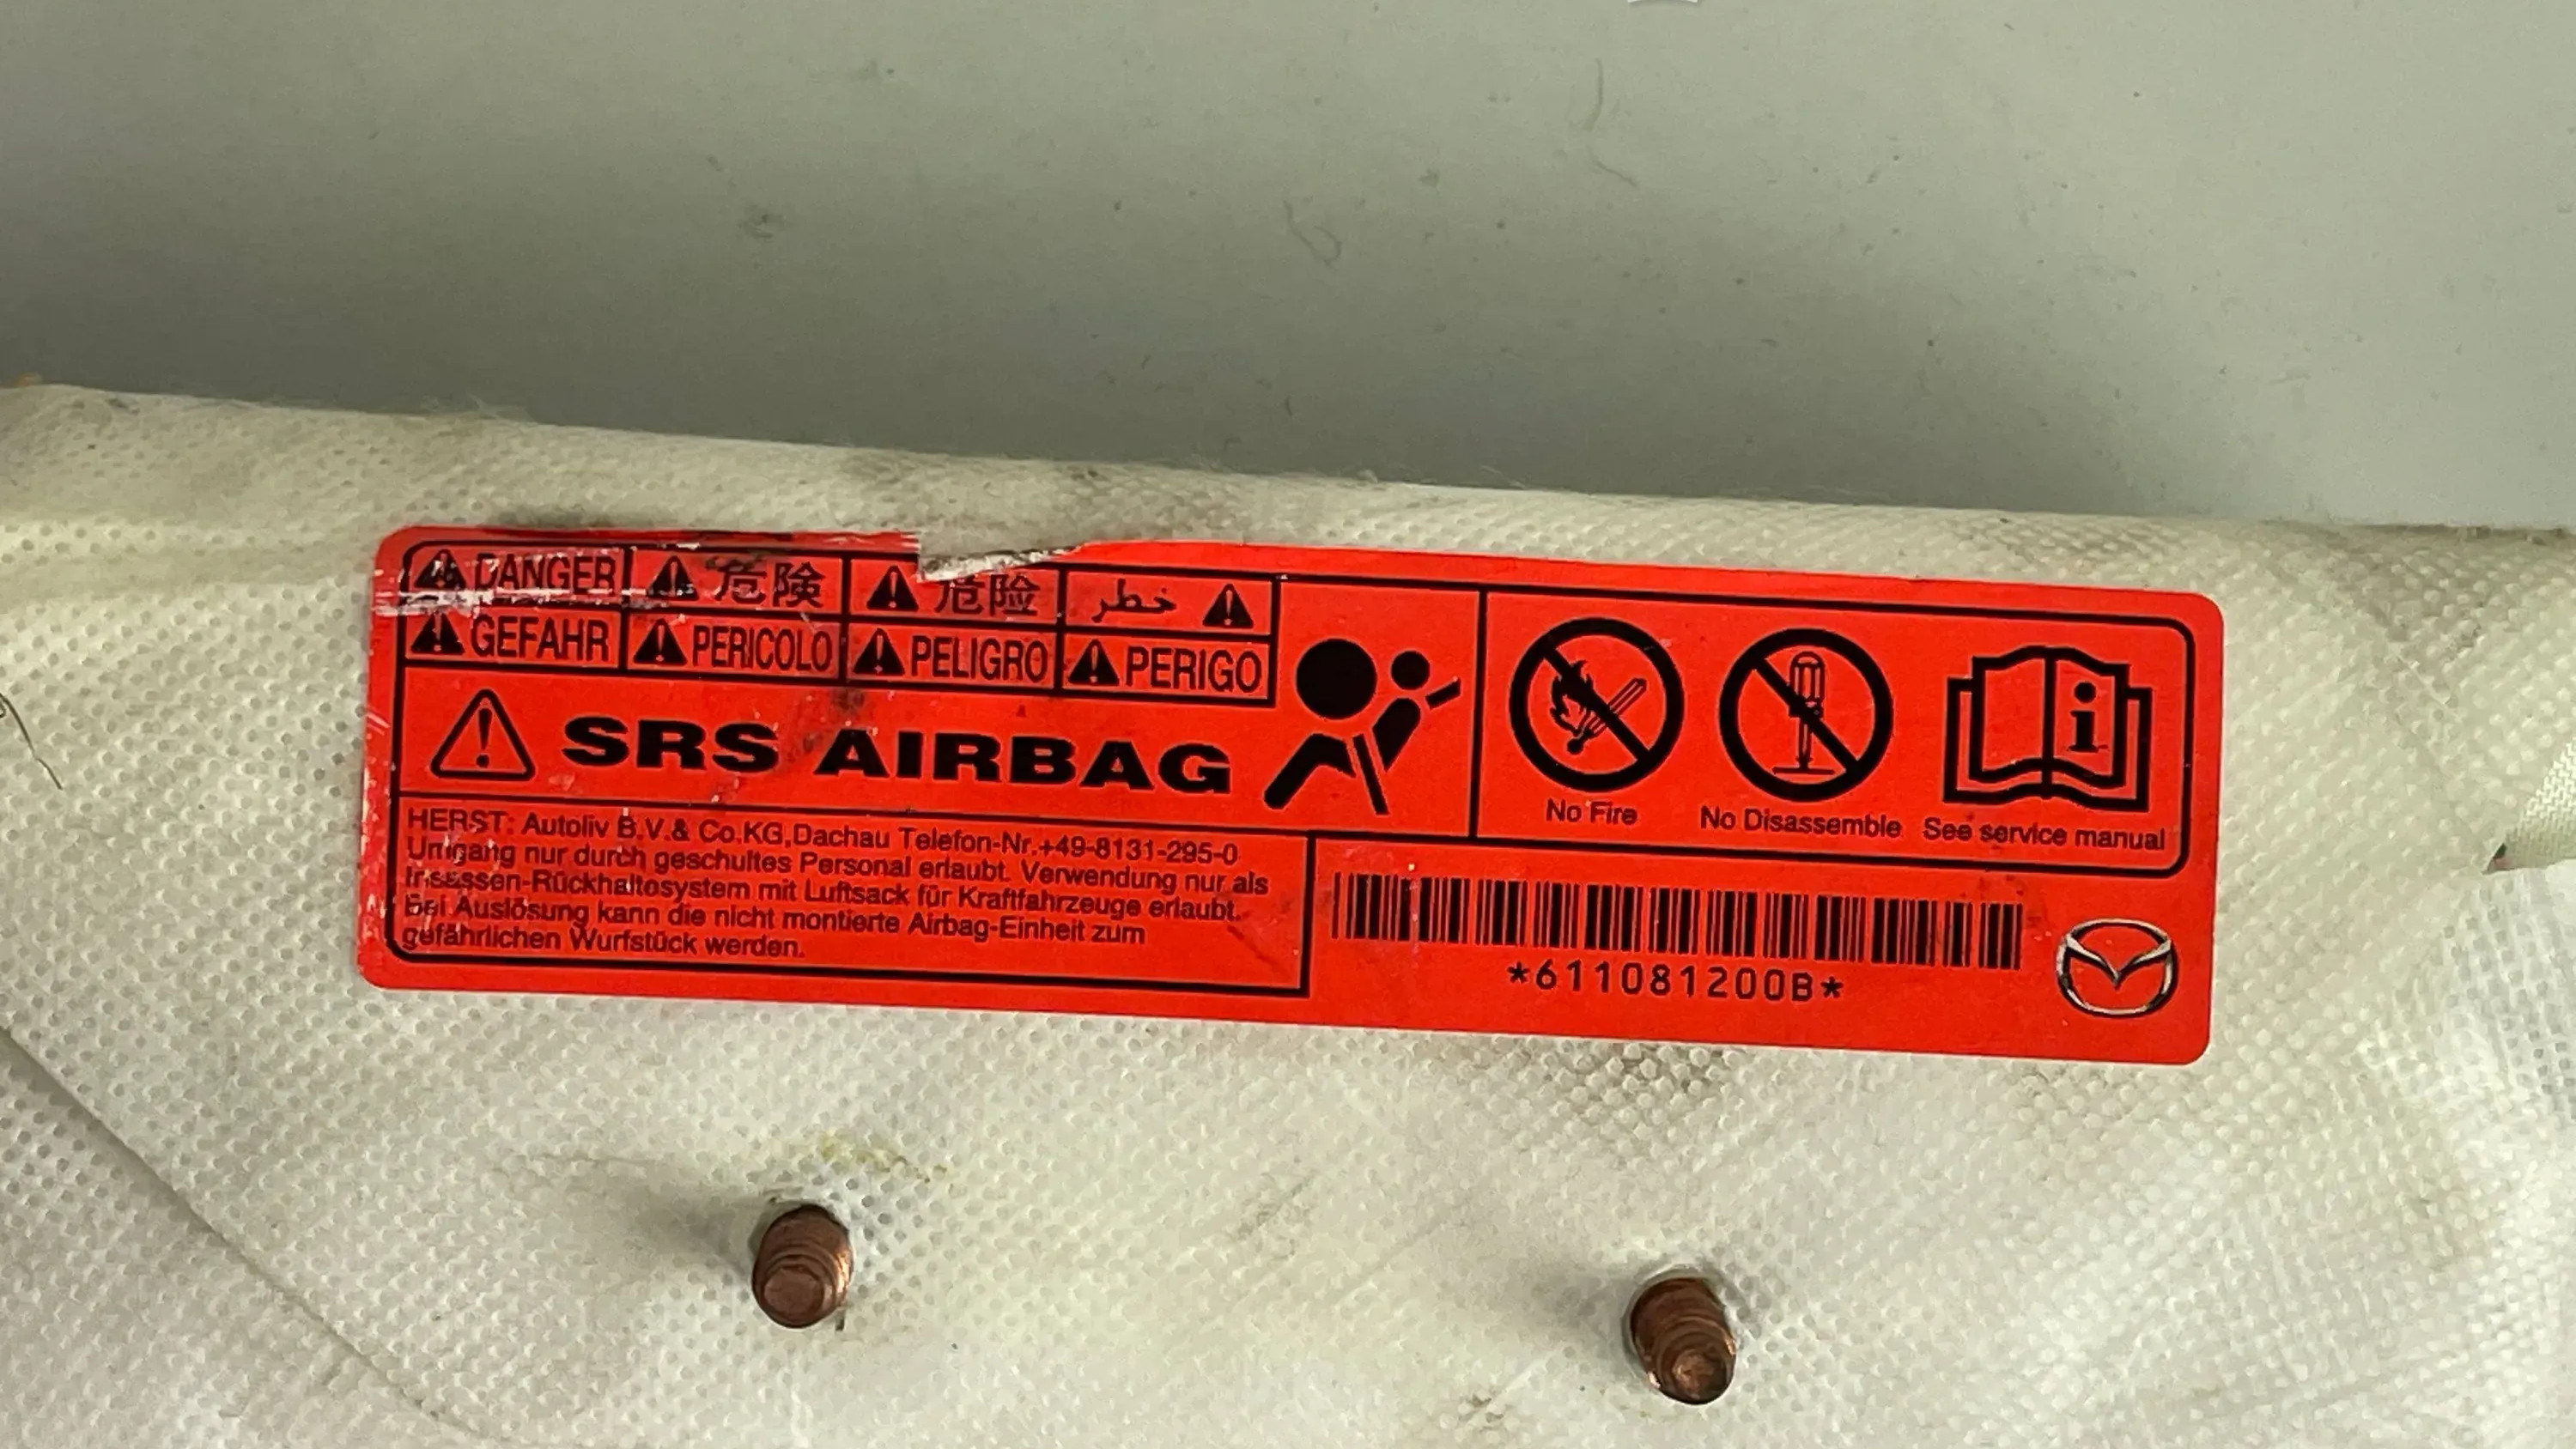 DANGER 危険 危险 خطر
GEFAHR PERICOLO PELIGRO PERIGO
SRS AIRBAG
HERST: Autoliv B.V.& Co.KG,Dachau Telefon-Nr.+49-8131-295-0
Umgang nur durch geschultes Personal erlaubt. Verwendung nur als
Insassen-Rückhaltesystem mit Luftsack für Kraftfahrzeuge erlaubt.
Bei Auslösung kann die nicht montierte Airbag-Einheit zum
gefährlichen Wurfstück werden.
No Fire No Disassemble See service manual
*611081200B*